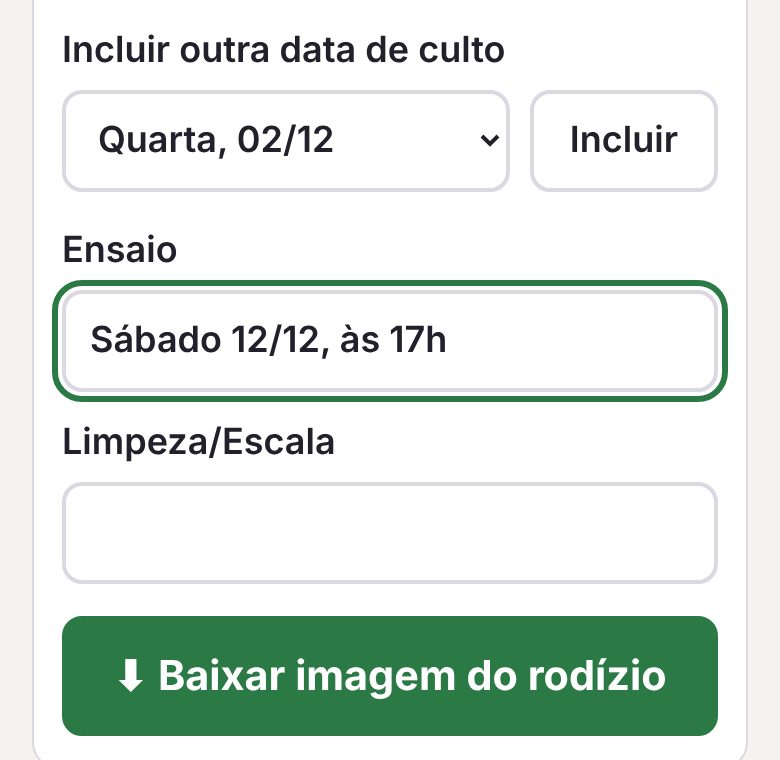 Incluir outra data de culto
Quarta, 02/12
Incluir
Ensaio
Sábado 12/12, às 17h
Limpeza/Escala
⬇ Baixar imagem do rodízio